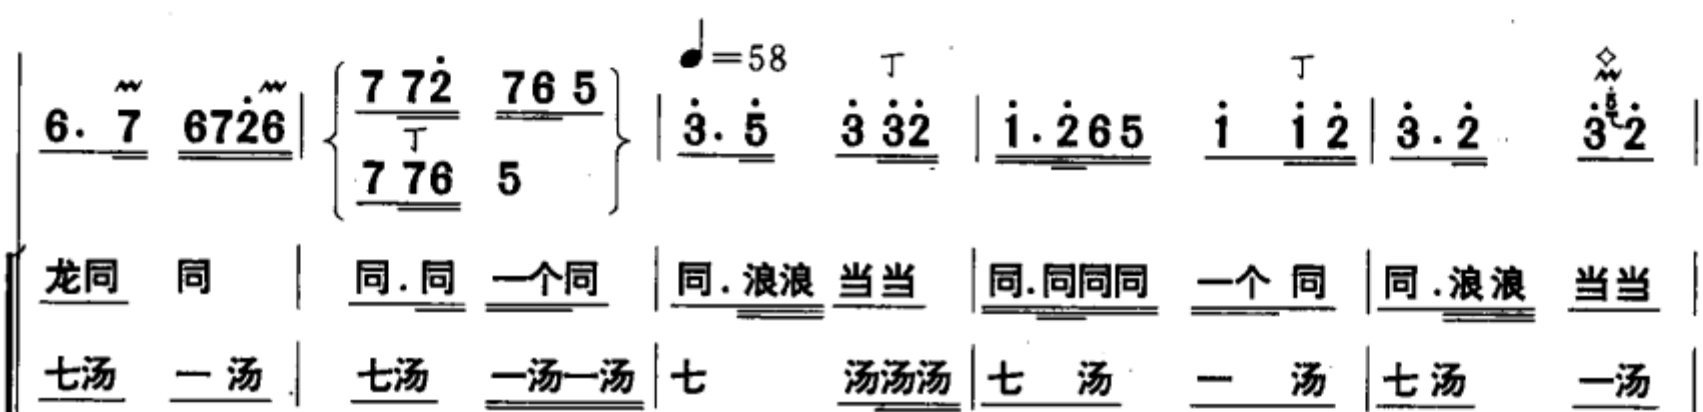 ♩=58 丁 丁
6. 7 6726 | 7 72 765 | 3. 5 3 32 | 1. 265 1 12 | 3. 2 3 2 |
丁
7 76 5
龙同 同 | 同.同 一个同 | 同.浪浪 当当 | 同.同同同 一个 同 | 同.浪浪 当当 |
七汤 一 汤 | 七汤 一汤一汤 | 七 汤汤汤 | 七 汤 一 汤 | 七汤 一汤 |